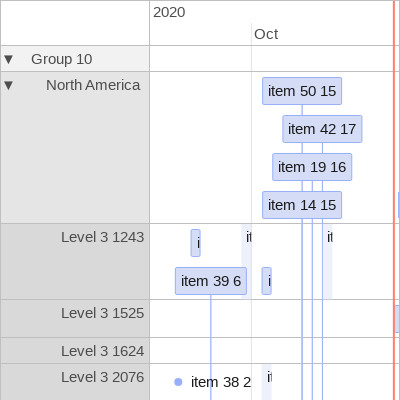 2020
Oct
▼ Group 10
▼ North America
item 50 15
item 42 17
item 19 16
item 14 15
Level 3 1243
i
it
it
item 39 6
i
Level 3 1525
Level 3 1624
Level 3 2076
item 38 2
it